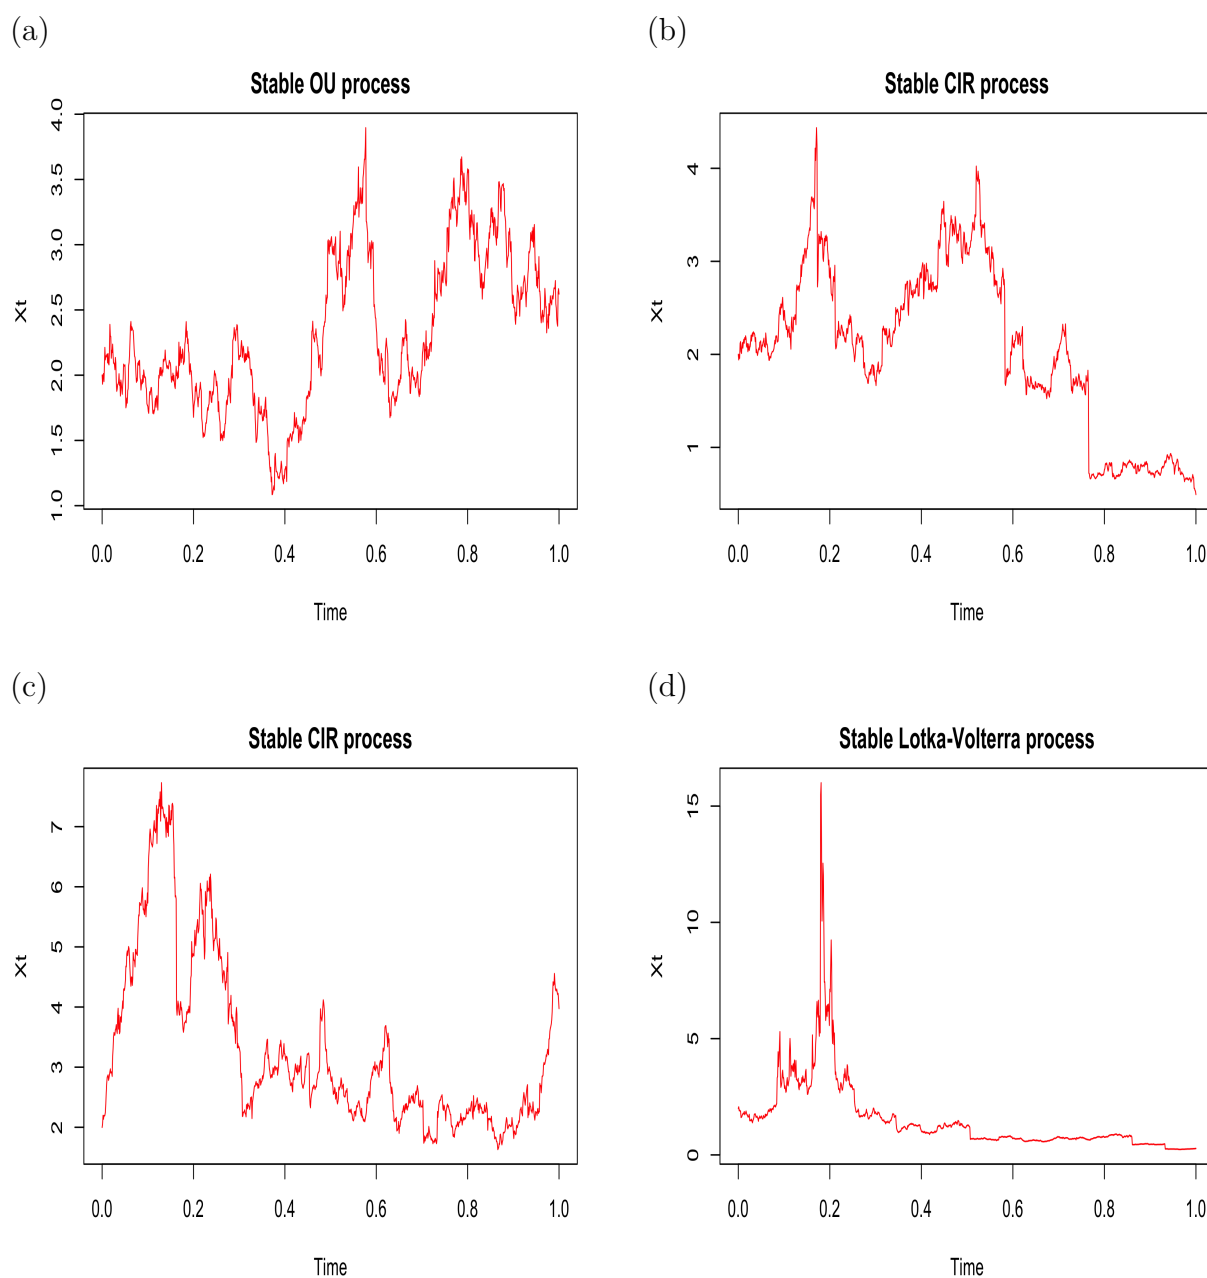 (a)
Stable OU process
Xt
4.0
3.5
3.0
2.5
2.0
1.5
1.0
0.0 0.2 0.4 0.6 0.8 1.0
Time
(b)
Stable CIR process
Xt
4
3
2
1
0.0 0.2 0.4 0.6 0.8 1.0
Time
(c)
Stable CIR process
Xt
7
6
5
4
3
2
0.0 0.2 0.4 0.6 0.8 1.0
Time
(d)
Stable Lotka-Volterra process
Xt
15
10
5
0
0.0 0.2 0.4 0.6 0.8 1.0
Time